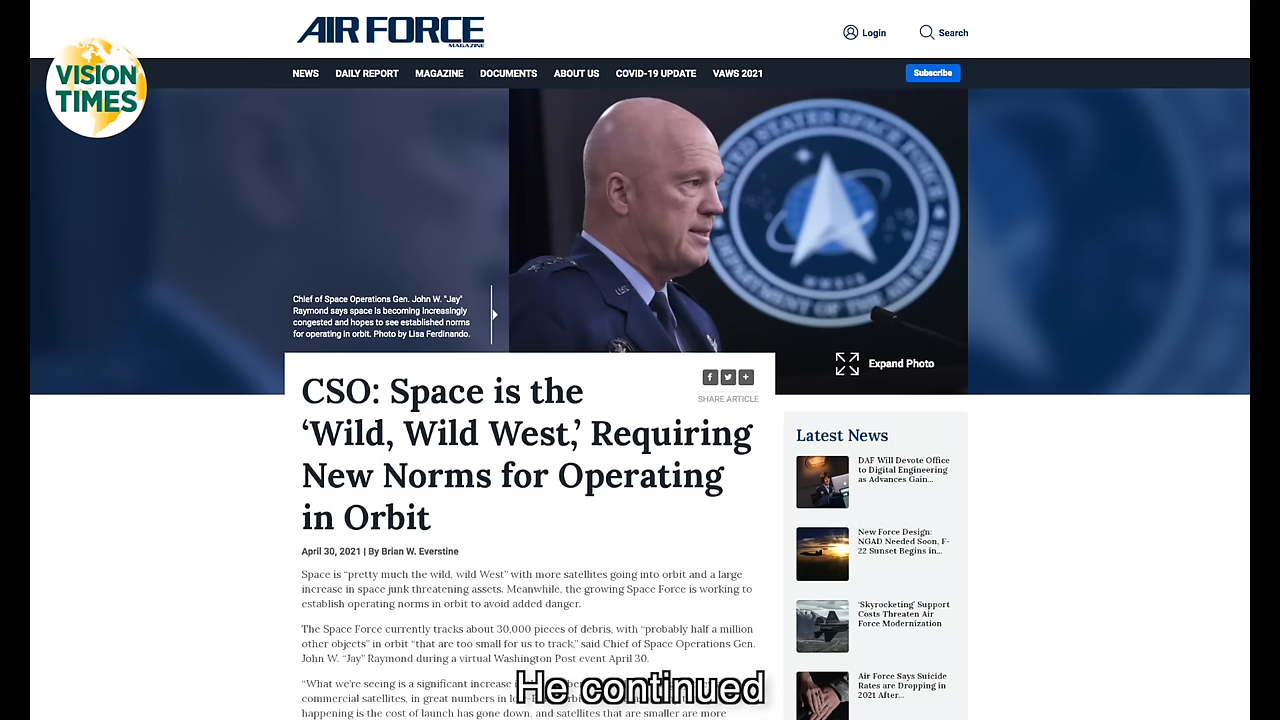 AIR FORCE
MAGAZINE
Login
Search
VISION
TIMES
NEWS
DAILY REPORT
MAGAZINE
DOCUMENTS
ABOUT US
COVID-19 UPDATE
VAWS 2021
Subscribe
UNITED STATES SPACE FORCE
MMXIX
DEPARTMENT OF THE AIR FORCE
Chief of Space Operations Gen. John W. "Jay"
Raymond says space is becoming increasingly
congested and hopes to see established norms
for operating in orbit. Photo by Lisa Ferdinando.
Expand Photo
CSO: Space is the
‘Wild, Wild West,’ Requiring
New Norms for Operating
in Orbit
SHARE ARTICLE
April 30, 2021 | By Brian W. Everstine
Space is “pretty much the wild, wild West” with more satellites going into orbit and a large
increase in space junk threatening assets. Meanwhile, the growing Space Force is working to
establish operating norms in orbit to avoid added danger.
The Space Force currently tracks about 30,000 pieces of debris, with “probably half a million
other objects” in orbit “that are too small for us to track,” said Chief of Space Operations Gen.
John W. “Jay” Raymond during a virtual Washington Post event April 30.
“What we’re seeing is a significant increase
commercial satellites, in great numbers in
happening is the cost of launch has gone down, and satellites that are smaller are more
He continued
Latest News
DAF Will Devote Office
to Digital Engineering
as Advances Gain...
New Force Design:
NGAD Needed Soon, F-
22 Sunset Begins in...
‘Skyrocketing’ Support
Costs Threaten Air
Force Modernization
Air Force Says Suicide
Rates are Dropping in
2021 After...